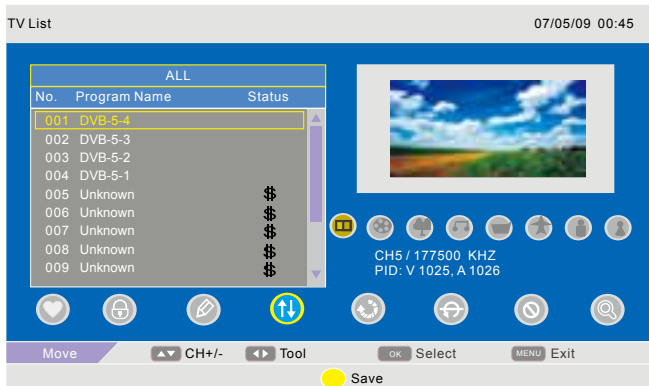 TV List 07/05/09 00:45
ALL
No. Program Name Status
001 DVB-5-4
002 DVB-5-3
003 DVB-5-2
004 DVB-5-1
005 Unknown $
006 Unknown $
007 Unknown $
008 Unknown $
009 Unknown $
CH5 / 177500 KHZ
PID: V 1025, A 1026
Move CH+/- Tool OK Select MENU Exit
Save